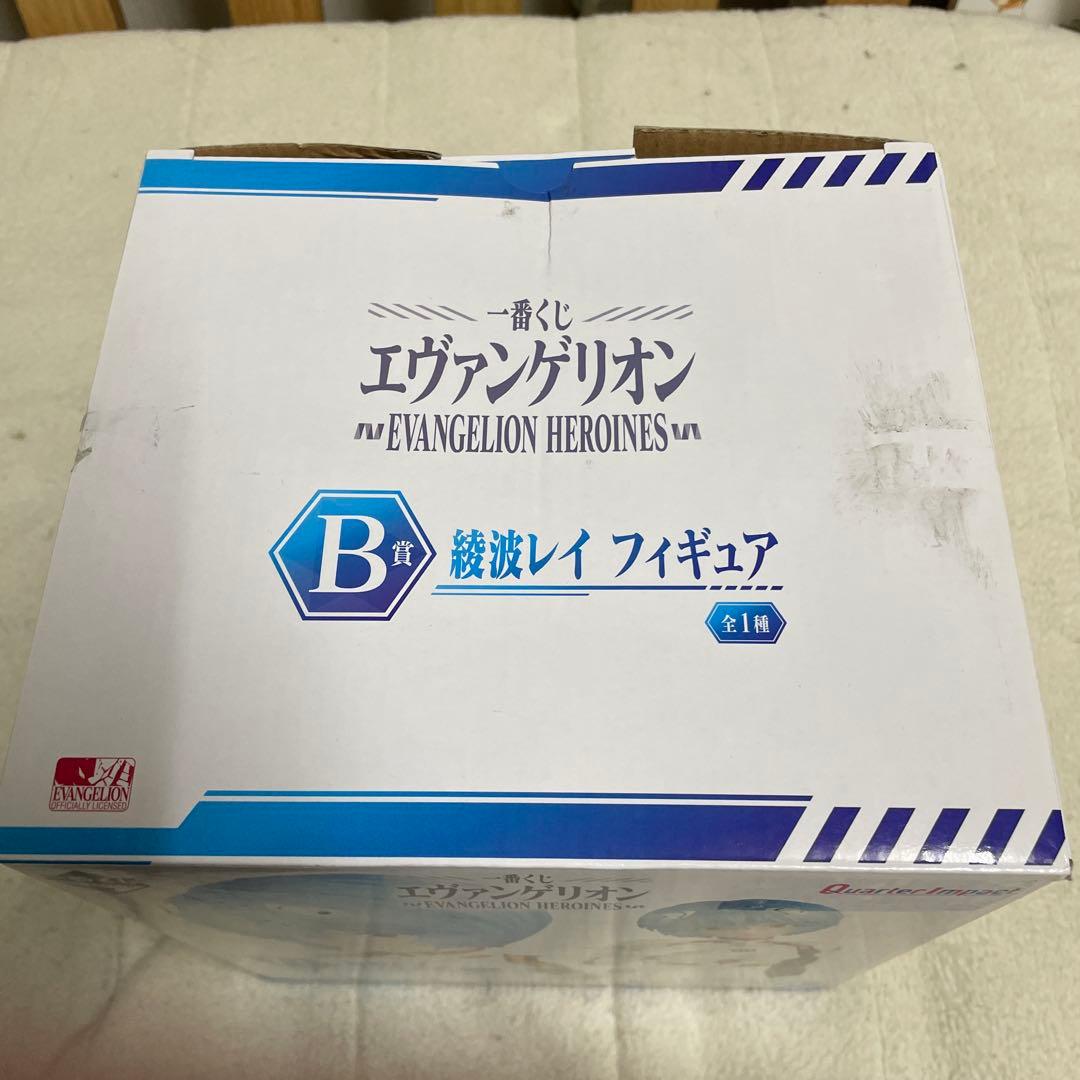 一番くじ
エヴァンゲリオン
EVANGELION HEROINES
B賞
綾波レイ フィギュア
全1種
EVANGELION
OFFICIALLY LICENSED
一番くじ
エヴァンゲリオン
EVANGELION HEROINES
QuarterImpact